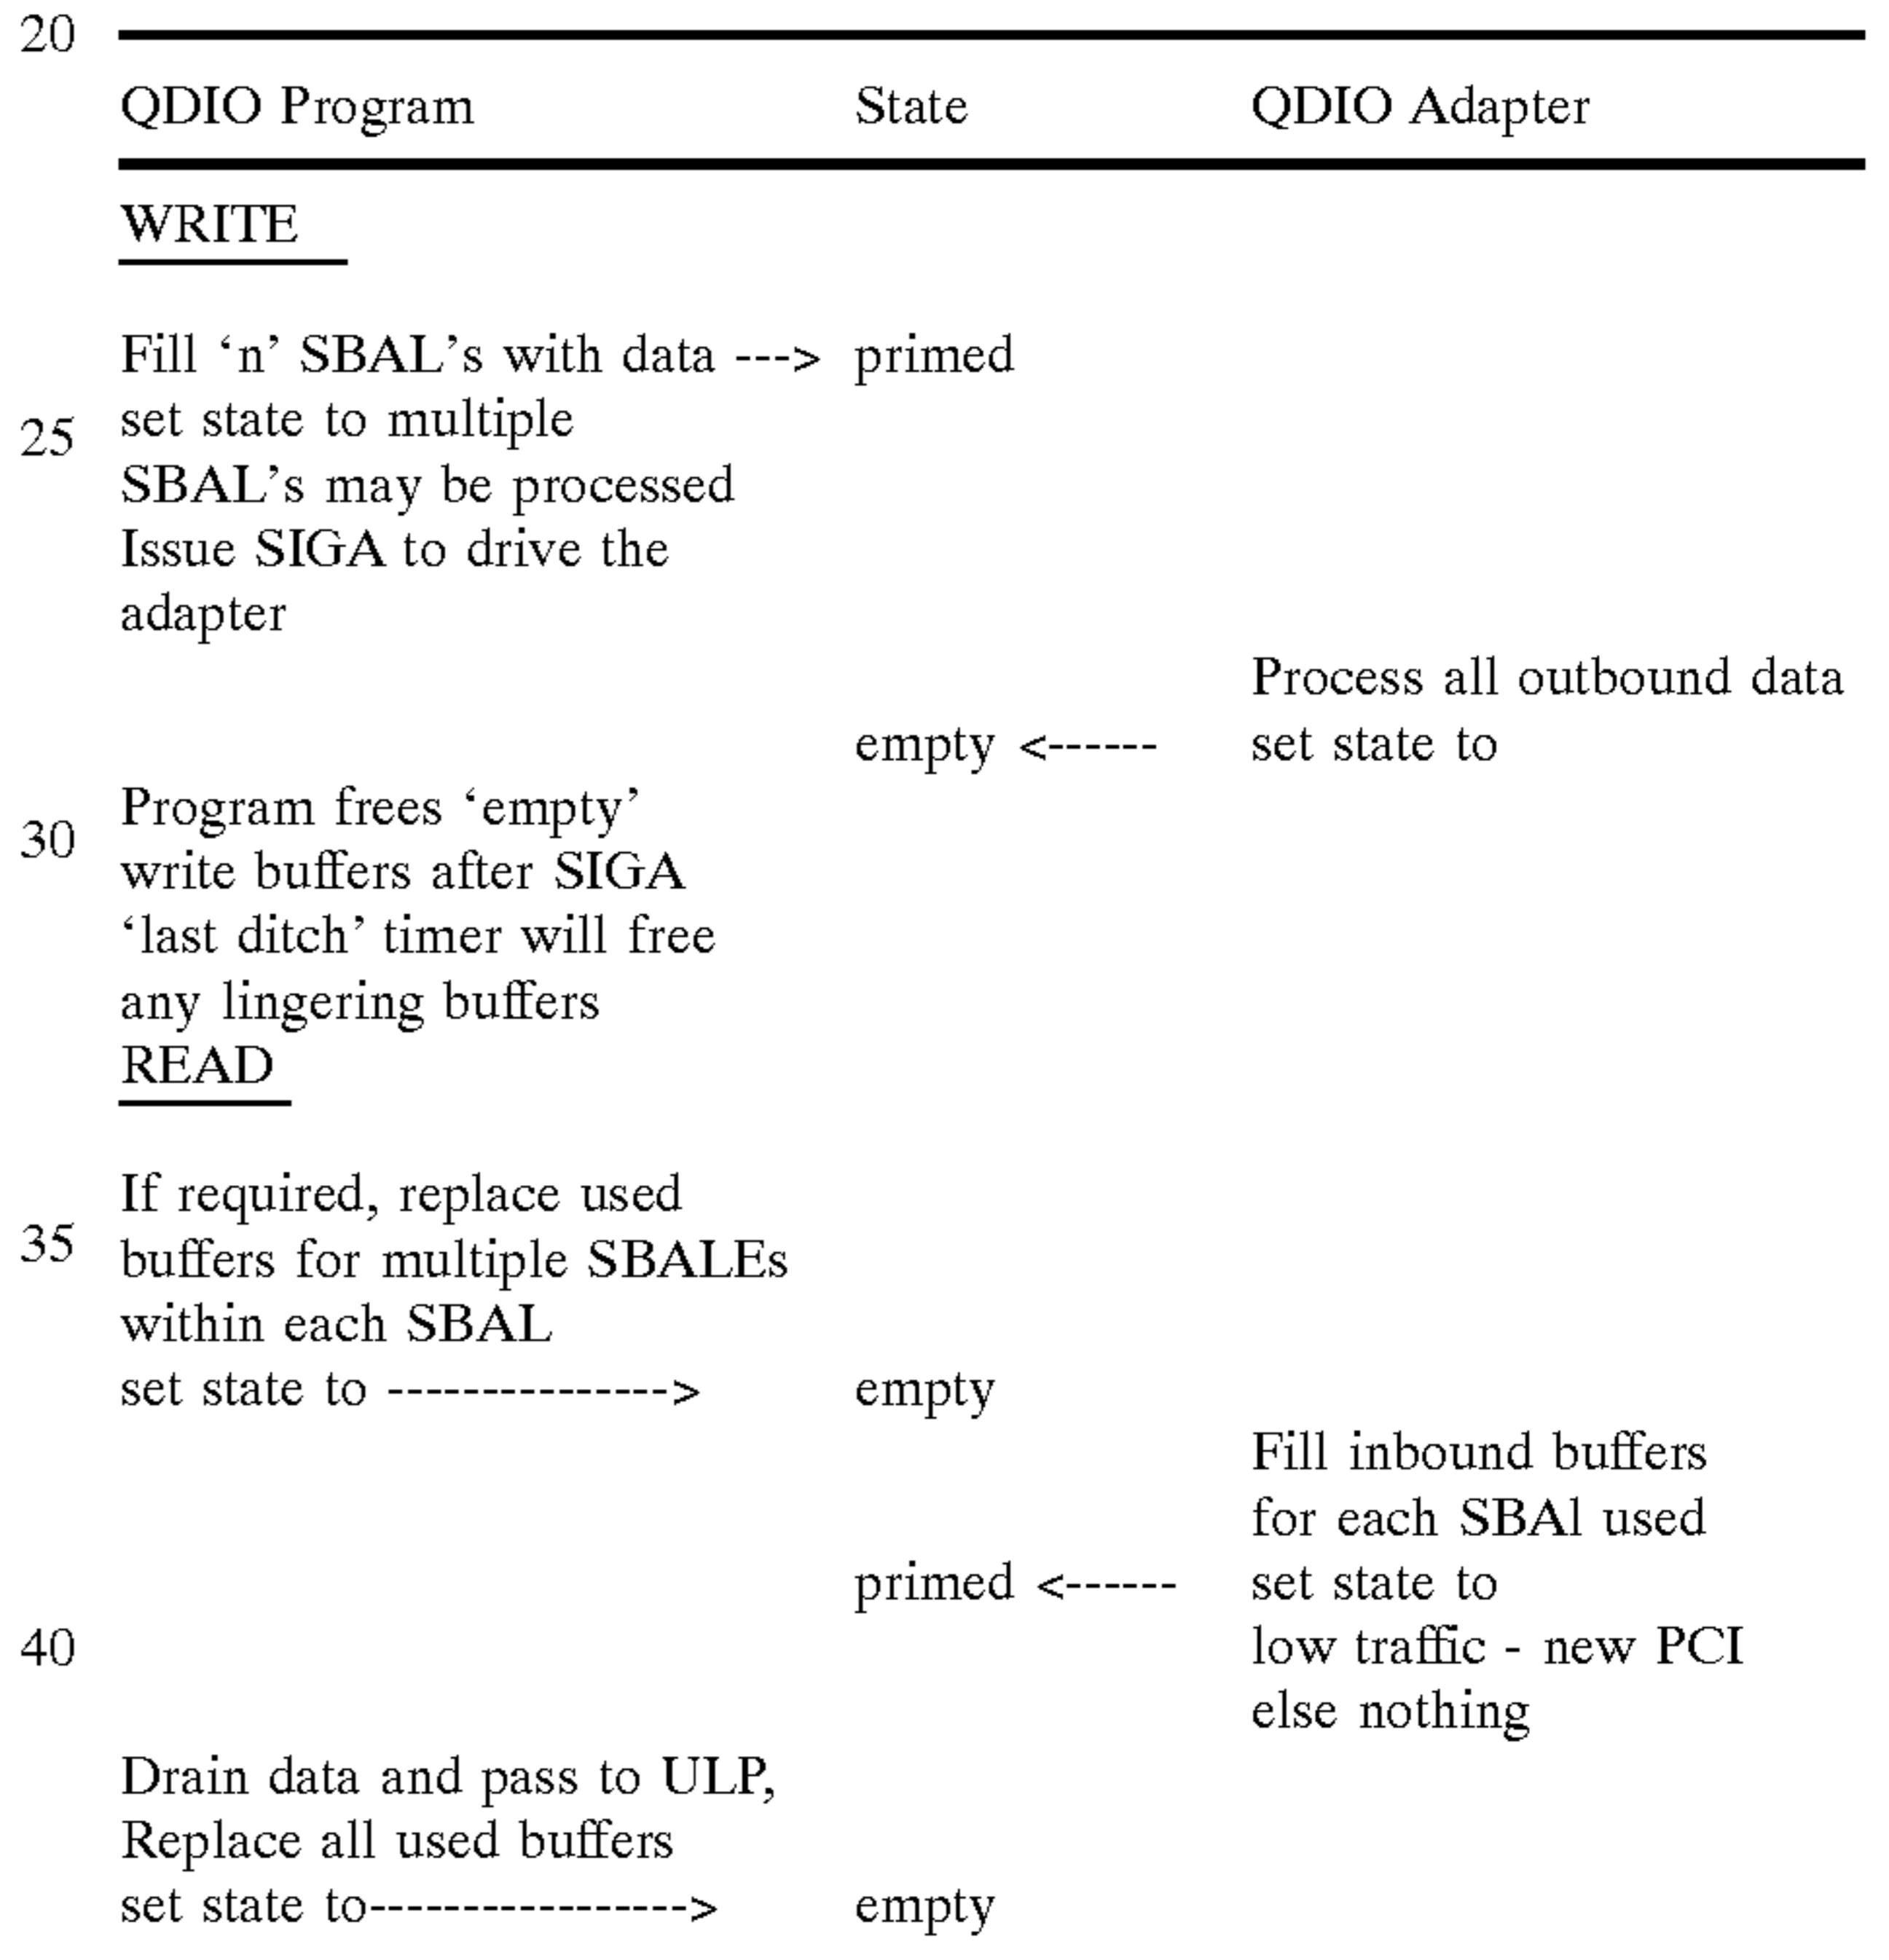 20
QDIO Program State QDIO Adapter
WRITE
Fill ‘n’ SBAL’s with data ---> primed
25 set state to multiple
SBAL’s may be processed
Issue SIGA to drive the
adapter
Process all outbound data
empty <------ set state to
Program frees ‘empty’
30
write buffers after SIGA
‘last ditch’ timer will free
any lingering buffers
READ
If required, replace used
35 buffers for multiple SBALEs
within each SBAL
set state to ---------------> empty
Fill inbound buffers
for each SBAl used
primed <------ set state to
40 low traffic - new PCI
else nothing
Drain data and pass to ULP,
Replace all used buffers
set state to-----------------> empty